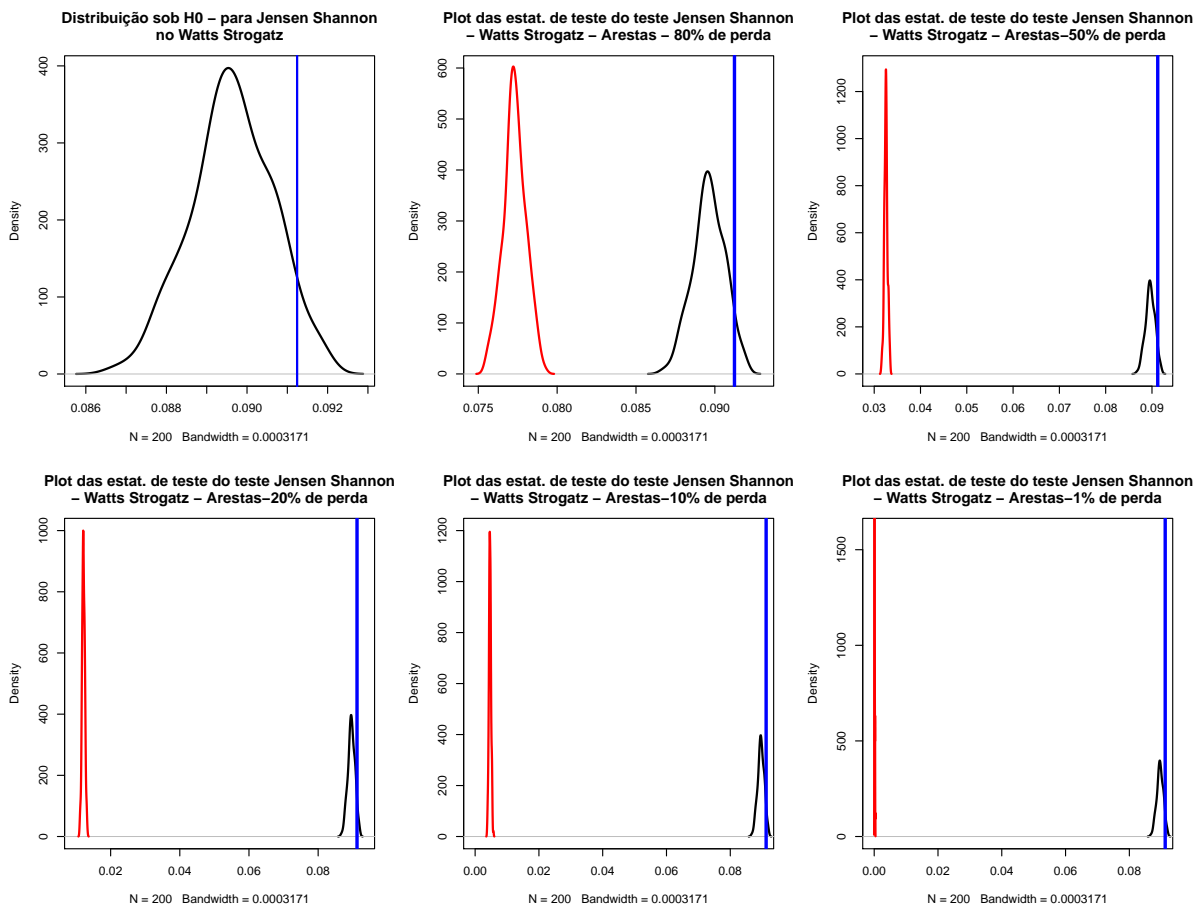 Distribuição sob H0 − para Jensen Shannon
no Watts Strogatz
Density
0
100
200
300
400
0.086
0.088
0.090
0.092
N = 200 Bandwidth = 0.0003171
Plot das estat. de teste do teste Jensen Shannon
− Watts Strogatz − Arestas − 80% de perda
Density
0
100
200
300
400
500
600
0.075
0.080
0.085
0.090
N = 200 Bandwidth = 0.0003171
Plot das estat. de teste do teste Jensen Shannon
− Watts Strogatz − Arestas−50% de perda
Density
0
200
400
600
800
1000
1200
0.03
0.04
0.05
0.06
0.07
0.08
0.09
N = 200 Bandwidth = 0.0003171
Plot das estat. de teste do teste Jensen Shannon
− Watts Strogatz − Arestas−20% de perda
Density
0
200
400
600
800
1000
0.02
0.04
0.06
0.08
N = 200 Bandwidth = 0.0003171
Plot das estat. de teste do teste Jensen Shannon
− Watts Strogatz − Arestas−10% de perda
Density
0
200
400
600
800
1000
1200
0.00
0.02
0.04
0.06
0.08
N = 200 Bandwidth = 0.0003171
Plot das estat. de teste do teste Jensen Shannon
− Watts Strogatz − Arestas−1% de perda
Density
0
500
1000
1500
0.00
0.02
0.04
0.06
0.08
N = 200 Bandwidth = 0.0003171